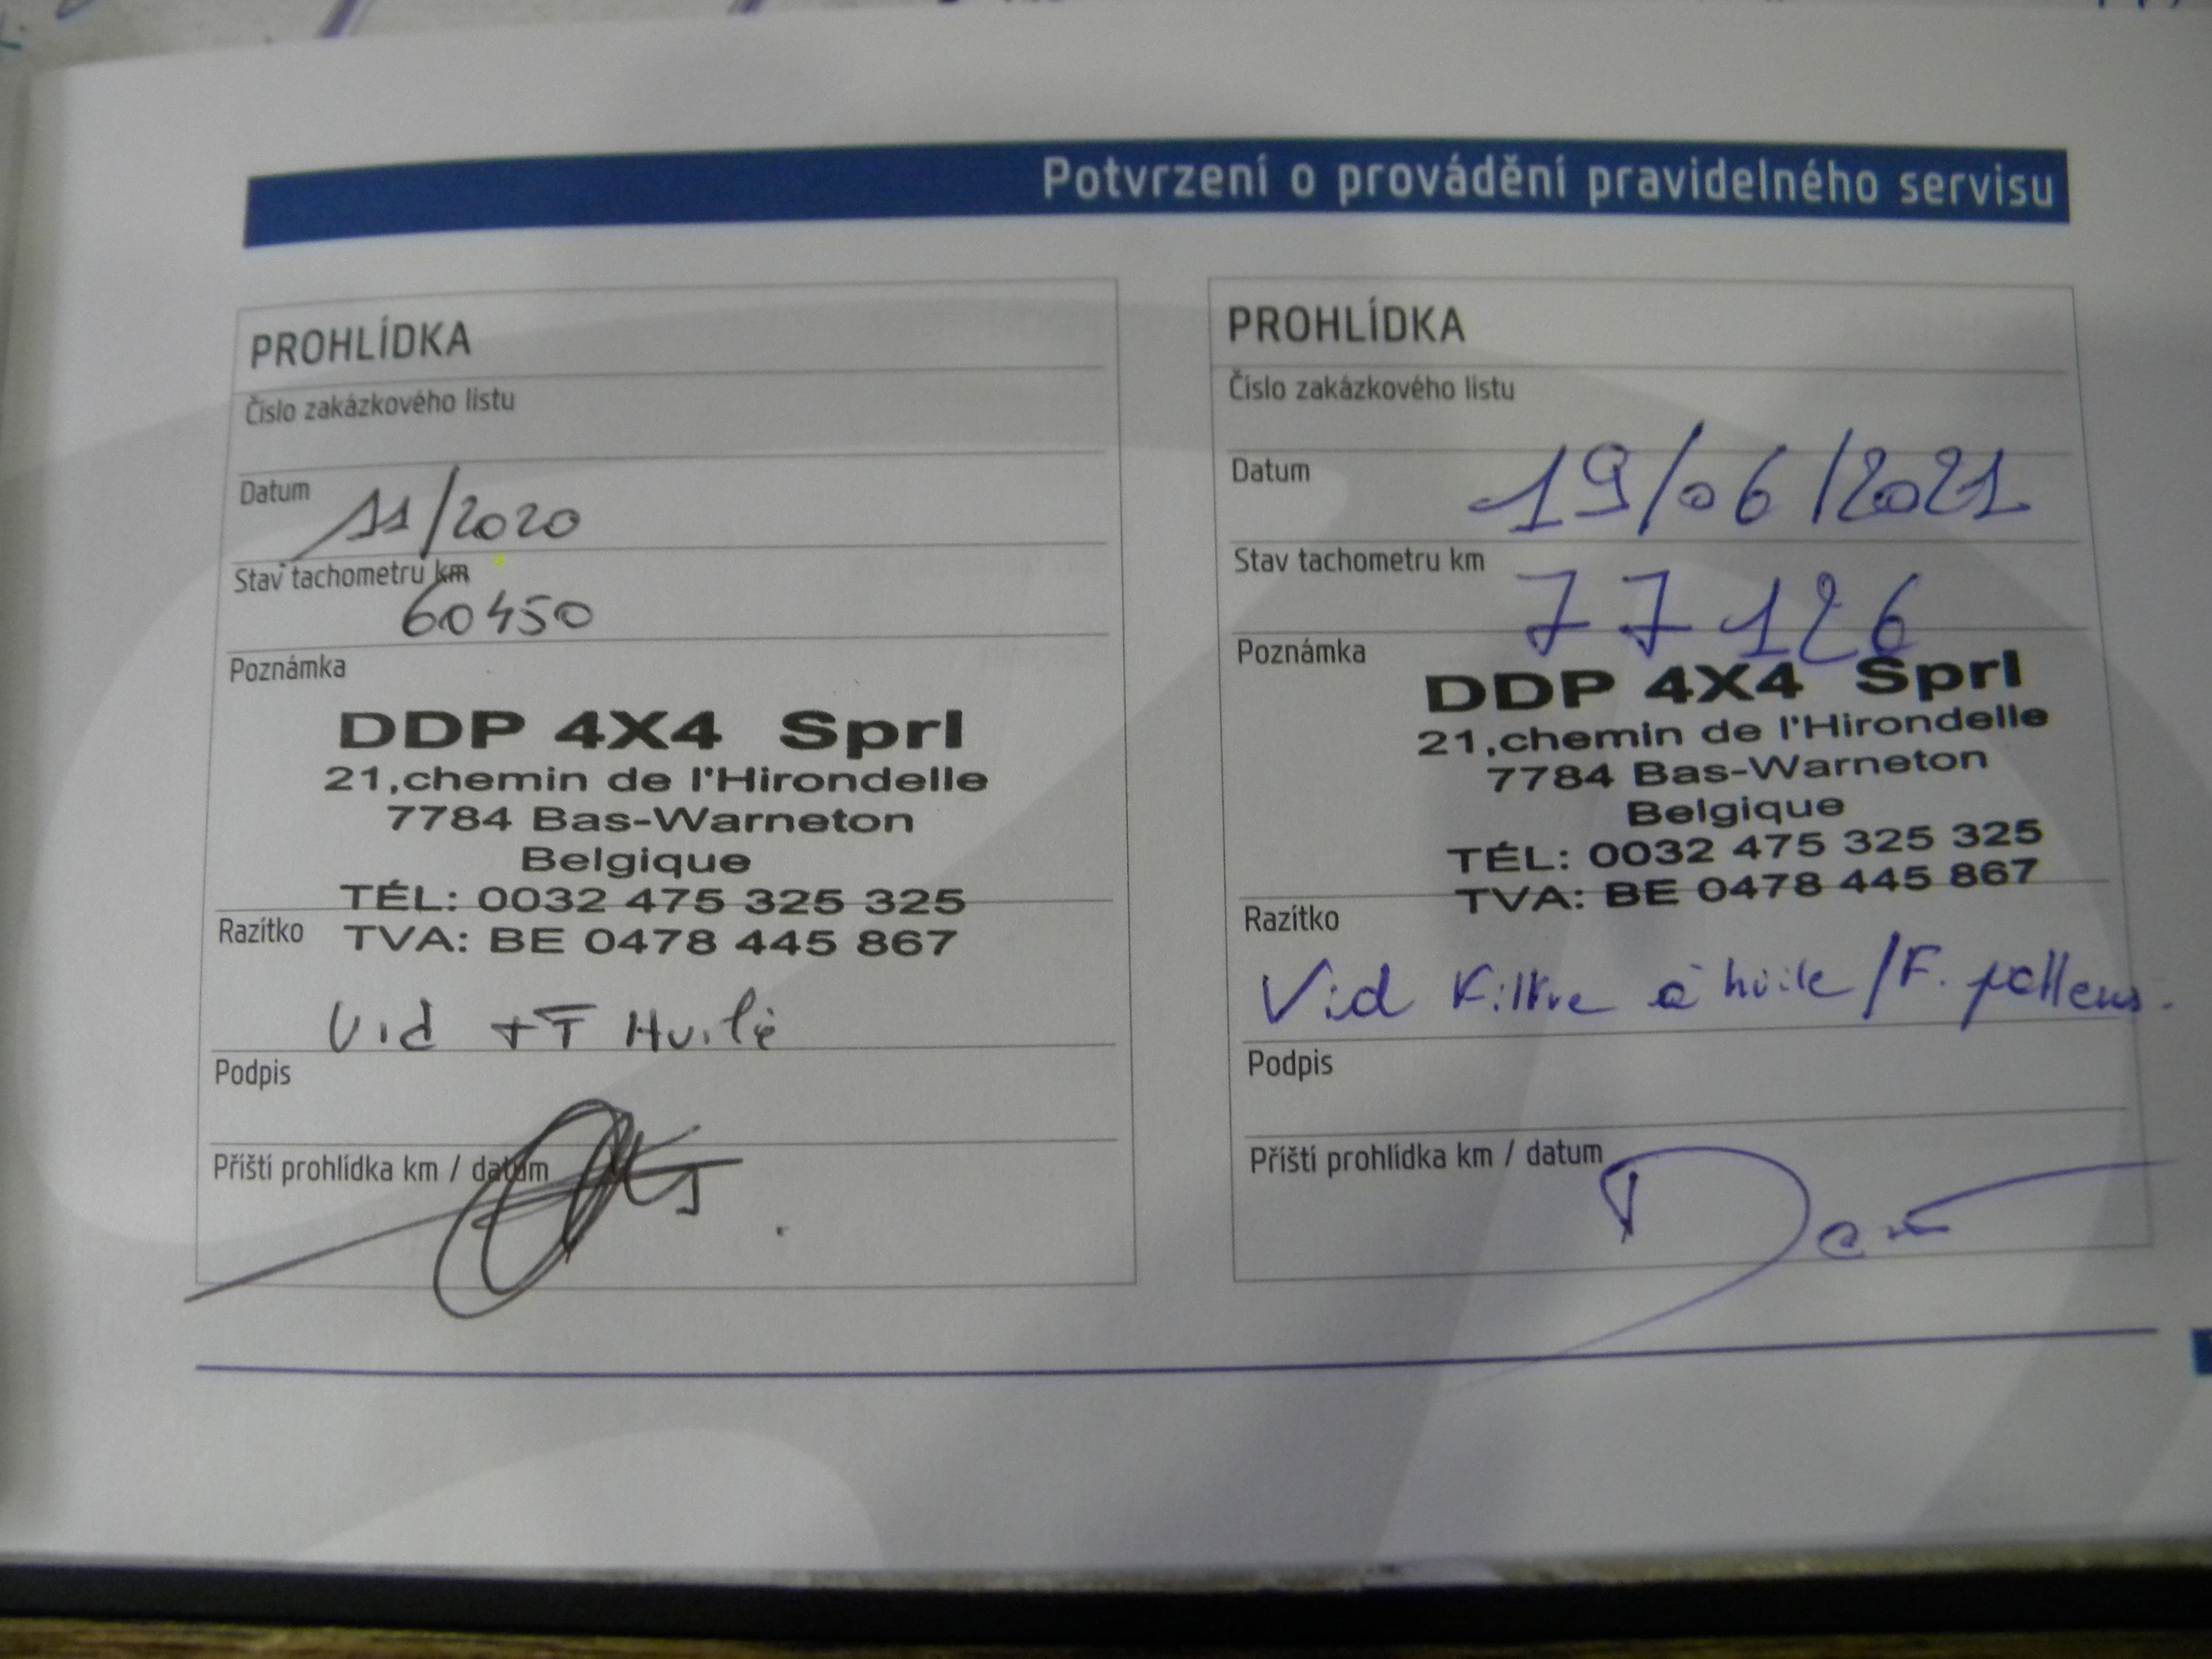 Potvrzení o provádění pravidelného servisu
PROHLÍDKA
Číslo zakázkového listu
Datum 11/2020
Stav tachometru km
60450
Poznámka
DDP 4X4 Sprl
21,chemin de l'Hirondelle
7784 Bas-Warneton
Belgique
TÉL: 0032 475 325 325
Razítko TVA: BE 0478 445 867
Vid + F Huile
Podpis
Příští prohlídka km / datum
PROHLÍDKA
Číslo zakázkového listu
Datum 19/06/2021
Stav tachometru km 77126
Poznámka
DDP 4X4 Sprl
21,chemin de l'Hirondelle
7784 Bas-Warneton
Belgique
TÉL: 0032 475 325 325
TVA: BE 0478 445 867
Razítko
Vid Filtre à huile / F. pollens.
Podpis
Příští prohlídka km / datum